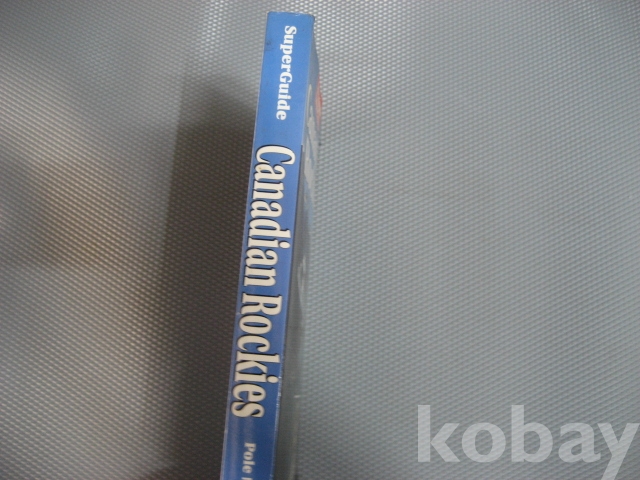 SuperGuide
Canadian Rockies
Pole
kobay